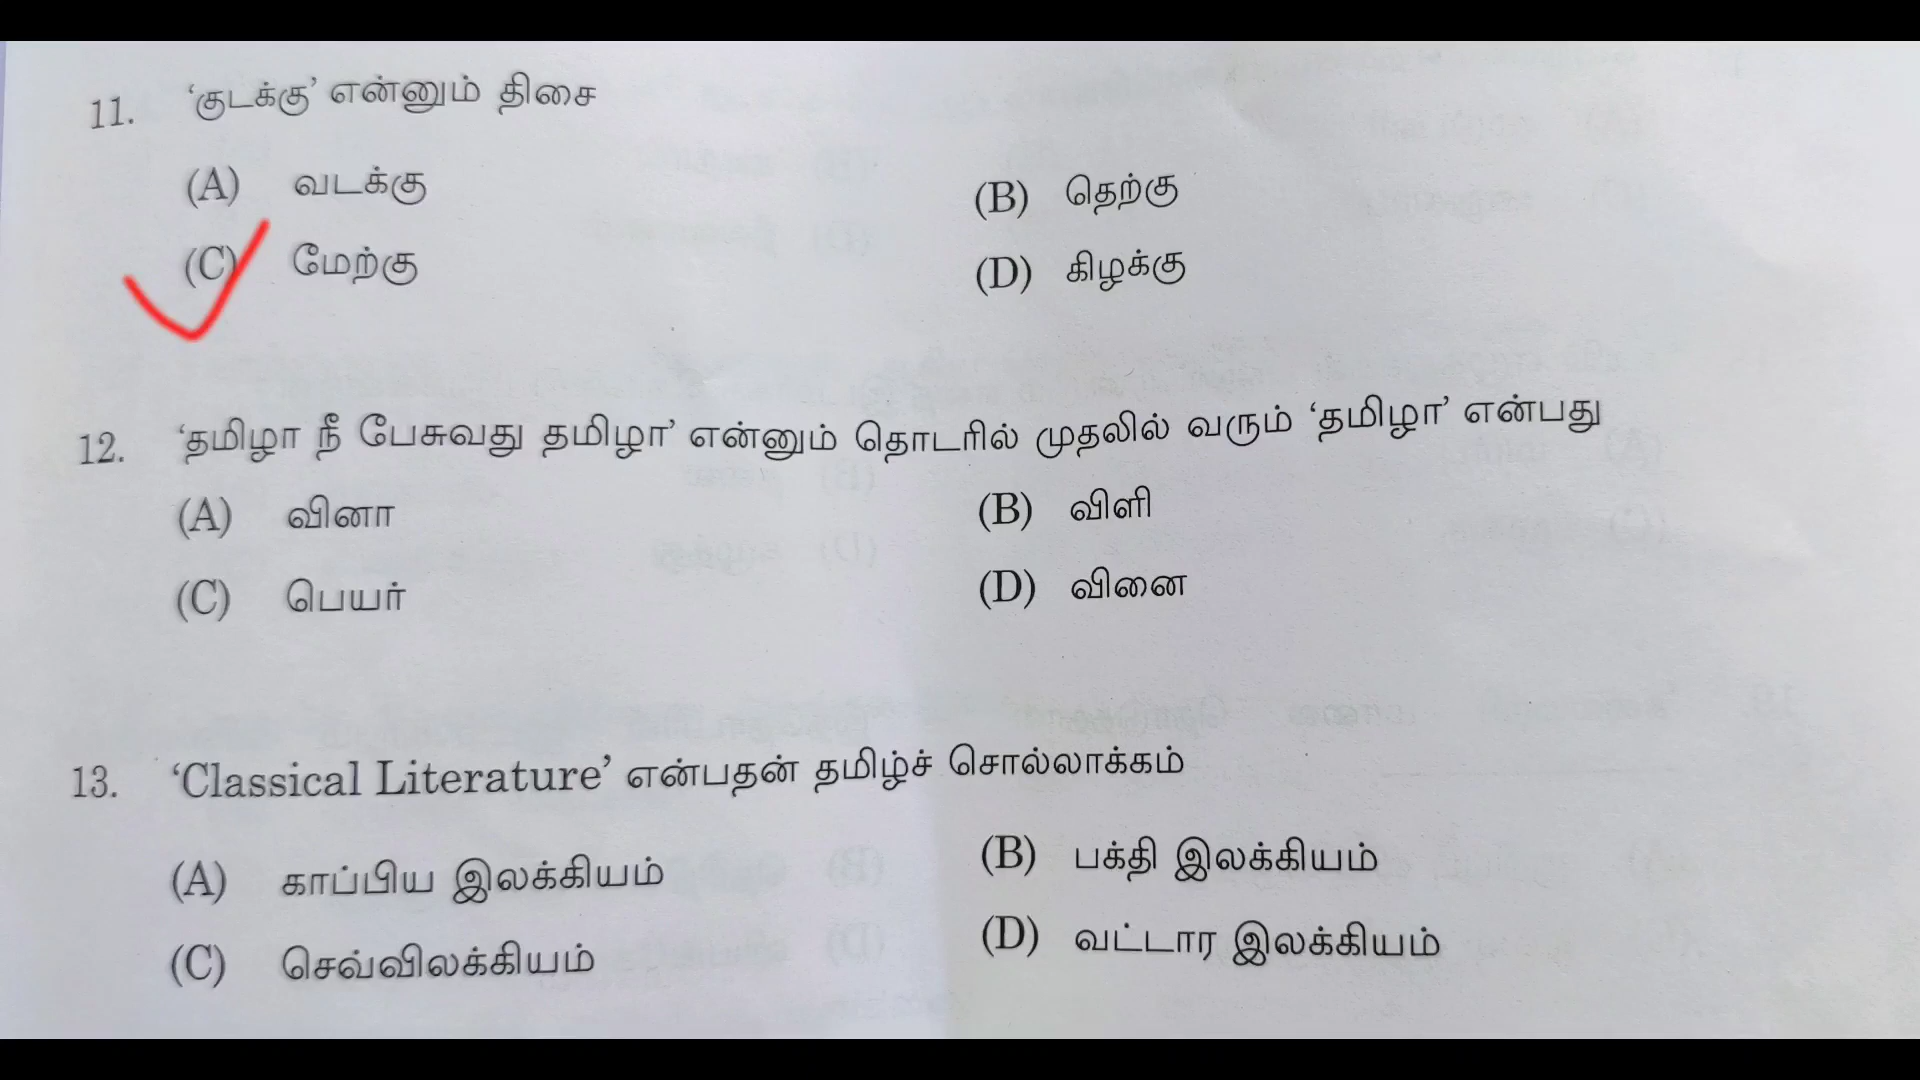 11. ‘குடக்கு’ என்னும் திசை
(A) வடக்கு (B) தெற்கு
(C) மேற்கு (D) கிழக்கு
12. ‘தமிழா நீ பேசுவது தமிழா’ என்னும் தொடரில் முதலில் வரும் ‘தமிழா’ என்பது
(A) வினா (B) விளி
(C) பெயர் (D) வினை
13. ‘Classical Literature’ என்பதன் தமிழ்ச் சொல்லாக்கம்
(A) காப்பிய இலக்கியம் (B) பக்தி இலக்கியம்
(C) செவ்விலக்கியம் (D) வட்டார இலக்கியம்